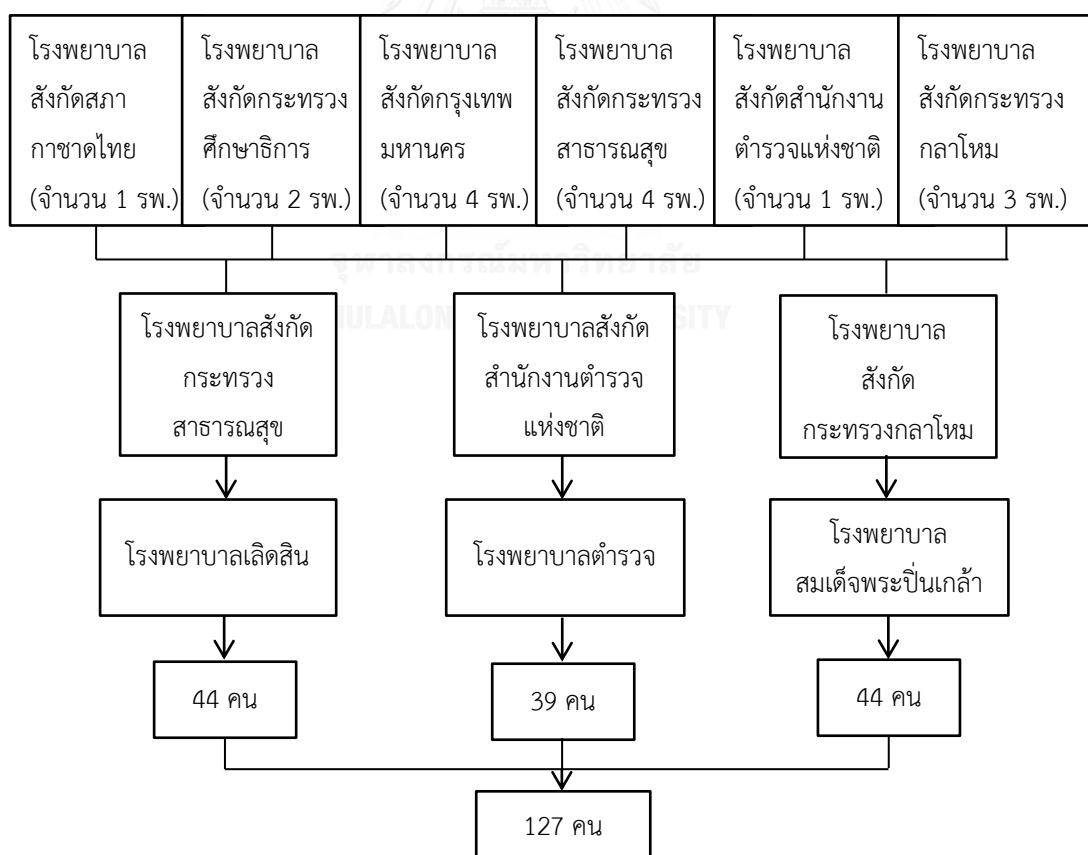 โรงพยาบาล
สังกัดสภา
กาชาดไทย
(จำนวน 1 รพ.)
โรงพยาบาล
สังกัดกระทรวง
ศึกษาธิการ
(จำนวน 2 รพ.)
โรงพยาบาล
สังกัดกรุงเทพ
มหานคร
(จำนวน 4 รพ.)
โรงพยาบาล
สังกัดกระทรวง
สาธารณสุข
(จำนวน 4 รพ.)
โรงพยาบาล
สังกัดสำนักงาน
ตำรวจแห่งชาติ
(จำนวน 1 รพ.)
โรงพยาบาล
สังกัดกระทรวง
กลาโหม
(จำนวน 3 รพ.)
จุฬาลงกรณ์มหาวิทยาลัย
โรงพยาบาลสังกัด
กระทรวง
สาธารณสุข
โรงพยาบาลสังกัด
สำนักงานตำรวจ
แห่งชาติ
โรงพยาบาล
สังกัด
กระทรวงกลาโหม
โรงพยาบาลเลิดสิน
โรงพยาบาลตำรวจ
โรงพยาบาล
สมเด็จพระปิ่นเกล้า
44 คน
39 คน
44 คน
127 คน